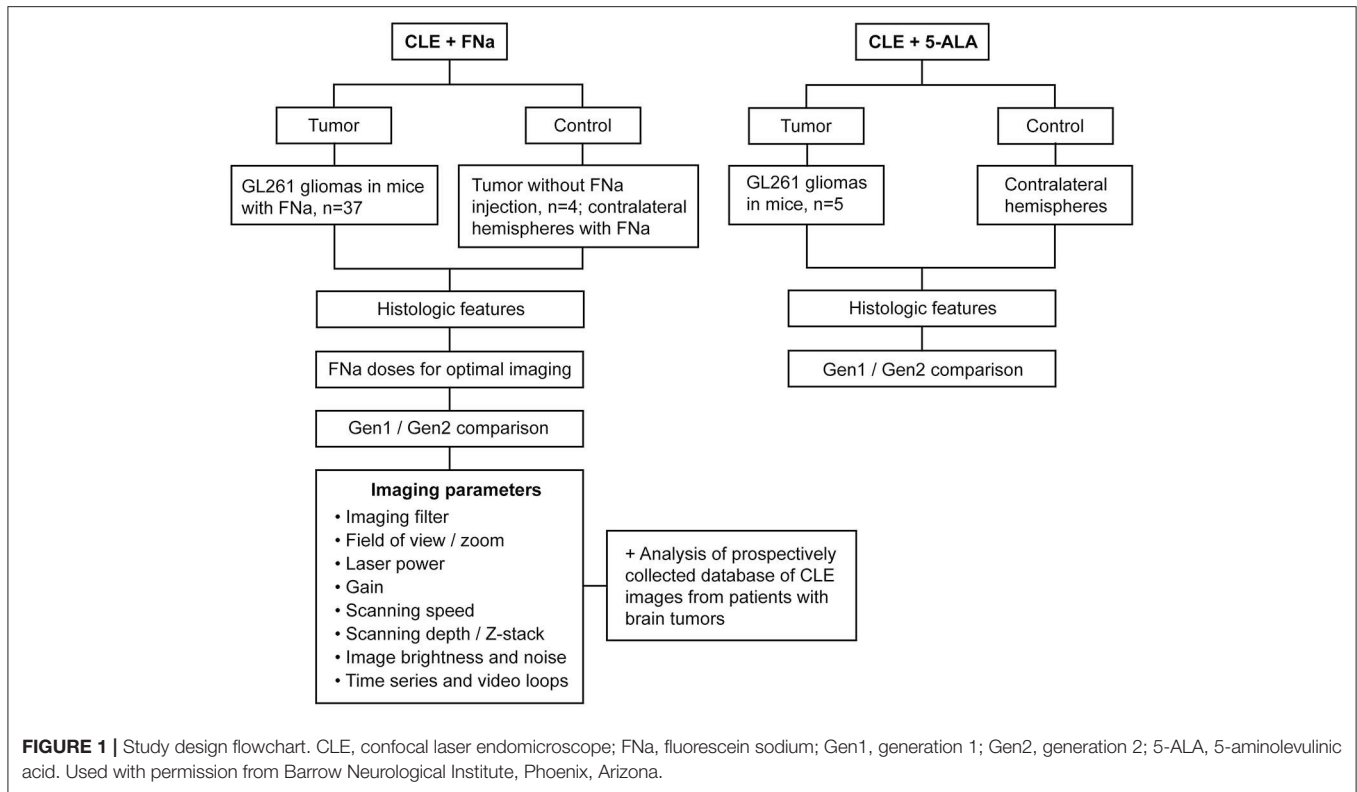 CLE + FNa
Tumor
Control
GL261 gliomas in mice
with FNa, n=37
Tumor without FNa
injection, n=4; contralateral
hemispheres with FNa
Histologic features
FNa doses for optimal imaging
Gen1 / Gen2 comparison
Imaging parameters
• Imaging filter
• Field of view / zoom
• Laser power
• Gain
• Scanning speed
• Scanning depth / Z-stack
• Image brightness and noise
• Time series and video loops
+ Analysis of prospectively
collected database of CLE
images from patients with
brain tumors
CLE + 5-ALA
Tumor
Control
GL261 gliomas
in mice, n=5
Contralateral
hemispheres
Histologic features
Gen1 / Gen2 comparison
FIGURE 1 | Study design flowchart. CLE, confocal laser endomicroscope; FNa, fluorescein sodium; Gen1, generation 1; Gen2, generation 2; 5-ALA, 5-aminolevulinic
acid. Used with permission from Barrow Neurological Institute, Phoenix, Arizona.